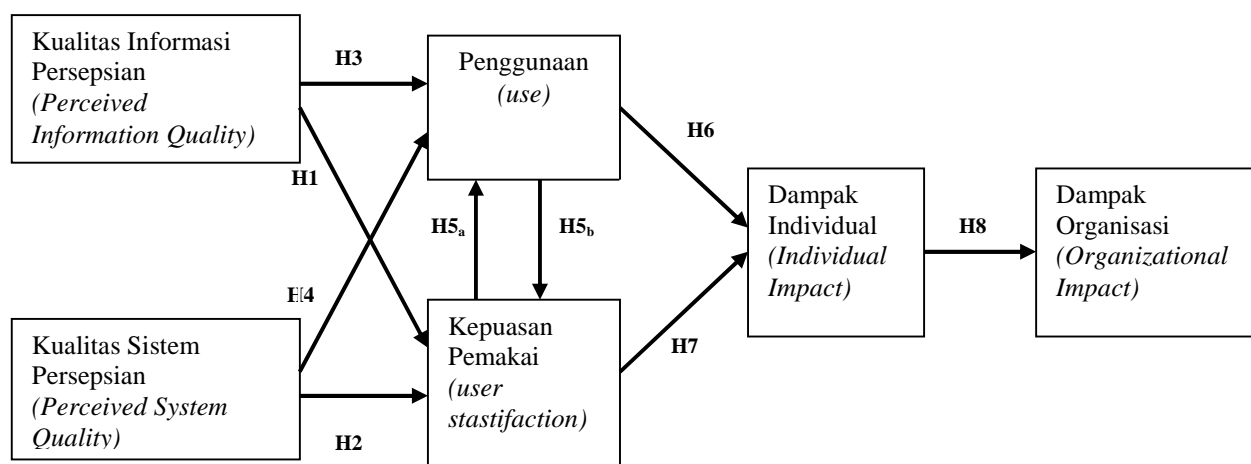 Kualitas Informasi
Persepsian
(Perceived
Information Quality)
H3
Penggunaan
(use)
H6
H1
H5a
H5b
Dampak
Individual
(Individual
Impact)
H8
Dampak
Organisasi
(Organizational
Impact)
H4
Kualitas Sistem
Persepsian
(Perceived System
Quality)
H2
Kepuasan
Pemakai
(user
stastifaction)
H7